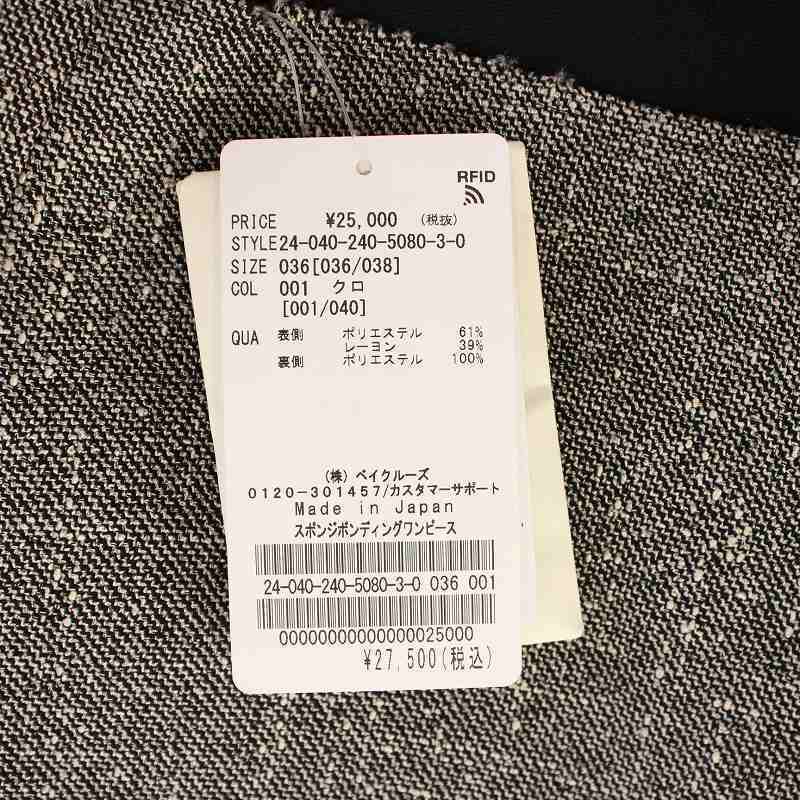 RFID
PRICE ¥25,000 (税抜)
STYLE 24-040-240-5080-3-0
SIZE 036[036/038]
COL 001 クロ
[001/040]
QUA 表側 ポリエステル 61%
レーヨン 39%
裏側 ポリエステル 100%
(株)ベイクルーズ
0120-301457/カスタマーサポート
Made in Japan
スポンジボンディングワンピース
24-040-240-5080-3-0 036 001
00000000000000025000
¥27,500(税込)